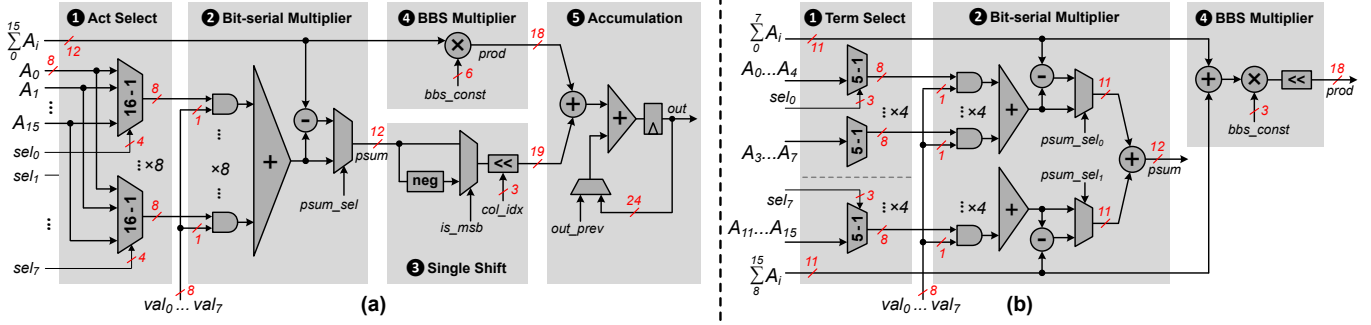 ❶ Act Select
❷ Bit-serial Multiplier
❹ BBS Multiplier
❺ Accumulation
15
∑ Aᵢ
0
12
8
A₀
A₁
...
A₁₅
16 - 1
8
sel₀
4
sel₁
... ×8
...
16 - 1
8
sel₇
4
1
...
×8
...
1
+
-
12
psum
psum_sel
8
val₀ ... val₇
×
18
prod
6
bbs_const
neg
<<
19
3
col_idx
is_msb
❸ Single Shift
+
+
out
24
out_prev
(a)
❶ Term Select
❷ Bit-serial Multiplier
❹ BBS Multiplier
7
∑ Aᵢ
0
11
A₀...A₄
5 - 1
8
sel₀
3
... ×4
A₃...A₇
5 - 1
8
sel₇
3
... ×4
A₁₁...A₁₅
5 - 1
8
15
∑ Aᵢ
8
11
1
... ×4
1
+
-
11
psum_sel₀
psum_sel₁
... ×4
1
+
-
11
+
12
psum
8
val₀ ... val₇
+
×
<<
18
prod
3
bbs_const
(b)